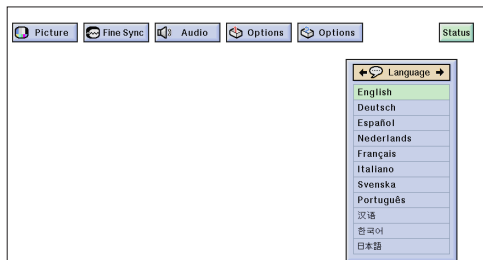 Picture Fine Sync Audio Options Options Status
Language
English
Deutsch
Español
Nederlands
Français
Italiano
Svenska
Português
汉语
한국어
日本語